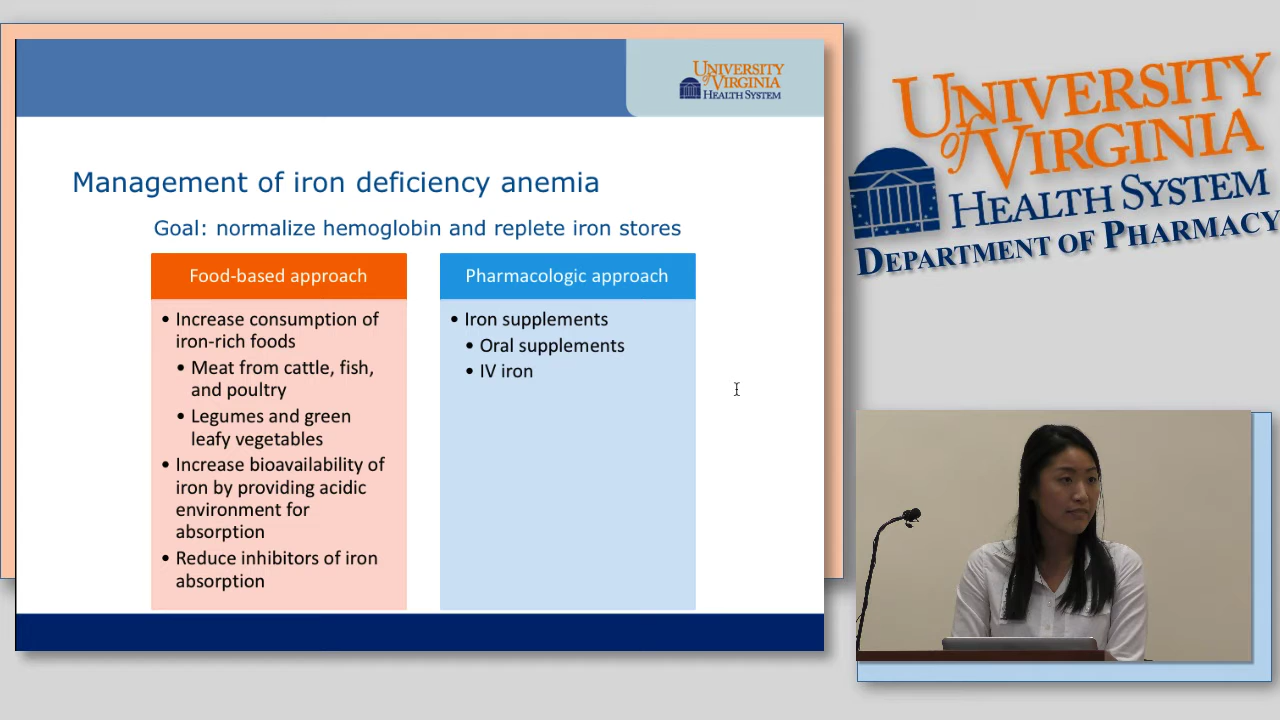 UNIVERSITY
of VIRGINIA
HEALTH SYSTEM
Management of iron deficiency anemia
Goal: normalize hemoglobin and replete iron stores
Food-based approach
• Increase consumption of
iron-rich foods
• Meat from cattle, fish,
and poultry
• Legumes and green
leafy vegetables
• Increase bioavailability of
iron by providing acidic
environment for
absorption
• Reduce inhibitors of iron
absorption
Pharmacologic approach
• Iron supplements
• Oral supplements
• IV iron
UNIVERSITY
of VIRGINIA
HEALTH SYSTEM
DEPARTMENT OF PHARMACY